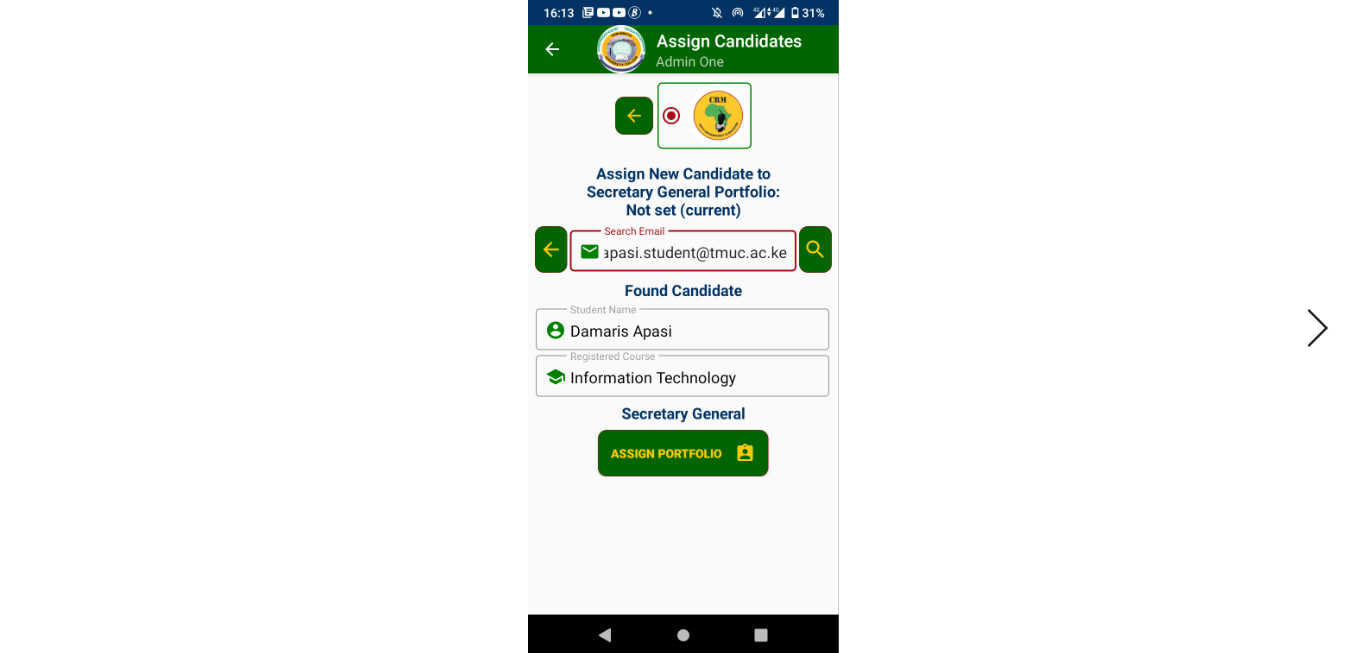 16:13
31%
Assign Candidates
Admin One
CRM
Assign New Candidate to
Secretary General Portfolio:
Not set (current)
Search Email
apasi.student@tmuc.ac.ke
Found Candidate
Student Name
Damaris Apasi
Registered Course
Information Technology
Secretary General
ASSIGN PORTFOLIO